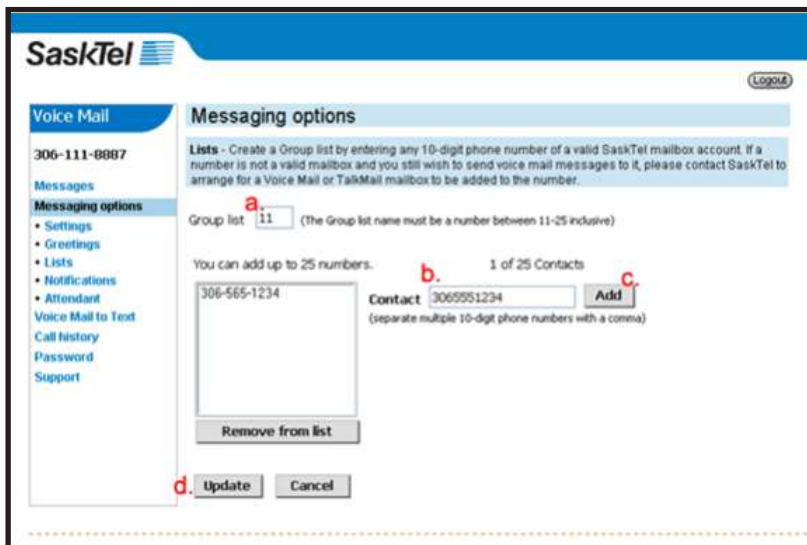 SaskTel
Logout
Voice Mail
306-111-8887
Messages
Messaging options
• Settings
• Greetings
• Lists
• Notifications
• Attendant
Voice Mail to Text
Call history
Password
Support
Messaging options
Lists - Create a Group list by entering any 10-digit phone number of a valid SaskTel mailbox account. If a
number is not a valid mailbox and you still wish to send voice mail messages to it, please contact SaskTel to
arrange for a Voice Mail or TalkMail mailbox to be added to the number.
a.
Group list 11 (The Group list name must be a number between 11-25 inclusive)
You can add up to 25 numbers. 1 of 25 Contacts
b. c.
306-565-1234
Contact 3065551234 Add
(separate multiple 10-digit phone numbers with a comma)
Remove from list
d. Update Cancel